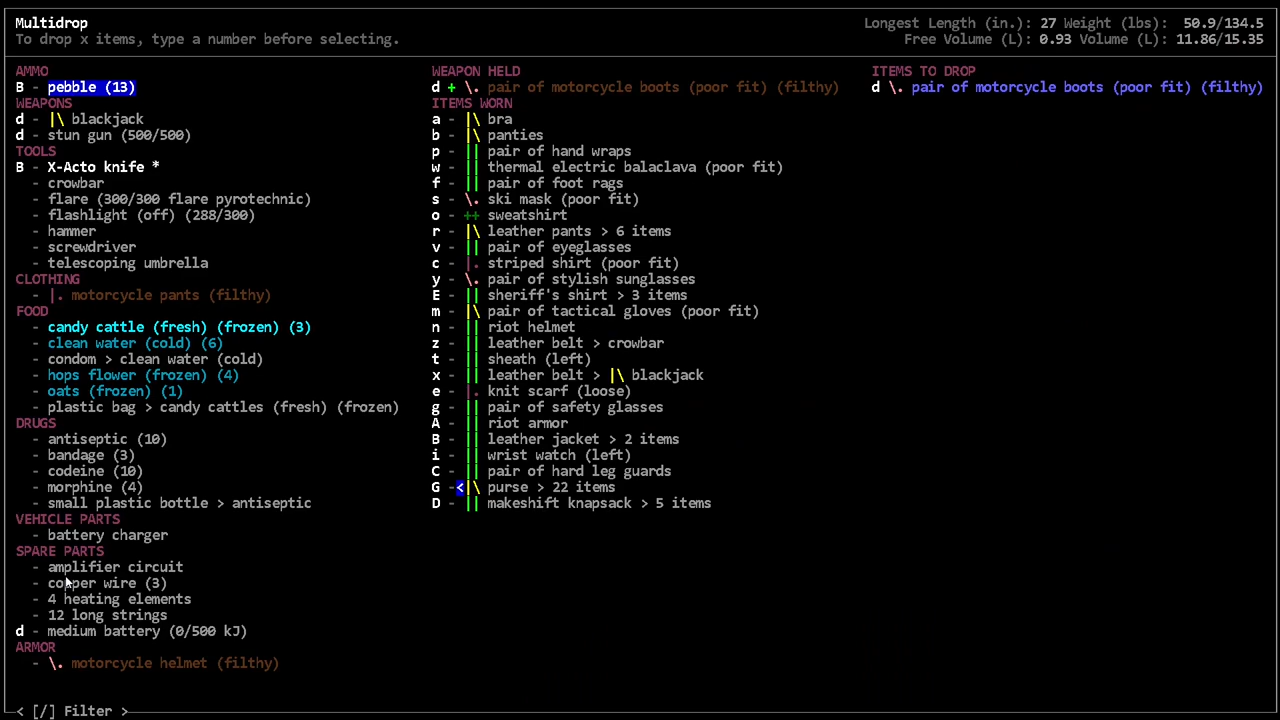 Multidrop
To drop x items, type a number before selecting.
Longest Length (in.): 27 Weight (lbs): 50.9/134.5
Free Volume (L): 0.93 Volume (L): 11.86/15.35
AMMO
B - pebble (13)
WEAPONS
d - |\ blackjack
d - stun gun (500/500)
TOOLS
B - X-Acto knife *
- crowbar
- flare (300/300 flare pyrotechnic)
- flashlight (off) (288/300)
- hammer
- screwdriver
- telescoping umbrella
CLOTHING
- |. motorcycle pants (filthy)
FOOD
- candy cattle (fresh) (frozen) (3)
- clean water (cold) (6)
- condom > clean water (cold)
- hops flower (frozen) (4)
- oats (frozen) (1)
- plastic bag > candy cattles (fresh) (frozen)
DRUGS
- antiseptic (10)
- bandage (3)
- codeine (10)
- morphine (4)
- small plastic bottle > antiseptic
VEHICLE PARTS
- battery charger
SPARE PARTS
- amplifier circuit
- copper wire (3)
- 4 heating elements
- 12 long strings
d - medium battery (0/500 kJ)
ARMOR
- \. motorcycle helmet (filthy)
WEAPON HELD
d + \. pair of motorcycle boots (poor fit) (filthy)
ITEMS WORN
a - |\ bra
b - |\ panties
p - || pair of hand wraps
w - || thermal electric balaclava (poor fit)
f - || pair of foot rags
s - \. ski mask (poor fit)
o - ++ sweatshirt
r - |\ leather pants > 6 items
v - || pair of eyeglasses
c - |. striped shirt (poor fit)
y - \. pair of stylish sunglasses
E - || sheriff's shirt > 3 items
m - |\ pair of tactical gloves (poor fit)
n - || riot helmet
z - || leather belt > crowbar
t - || sheath (left)
x - || leather belt > |\ blackjack
e - |. knit scarf (loose)
g - || pair of safety glasses
A - || riot armor
B - || leather jacket > 2 items
i - || wrist watch (left)
C - || pair of hard leg guards
G -<|\ purse > 22 items
D - || makeshift knapsack > 5 items
ITEMS TO DROP
d \. pair of motorcycle boots (poor fit) (filthy)
< [/] Filter >